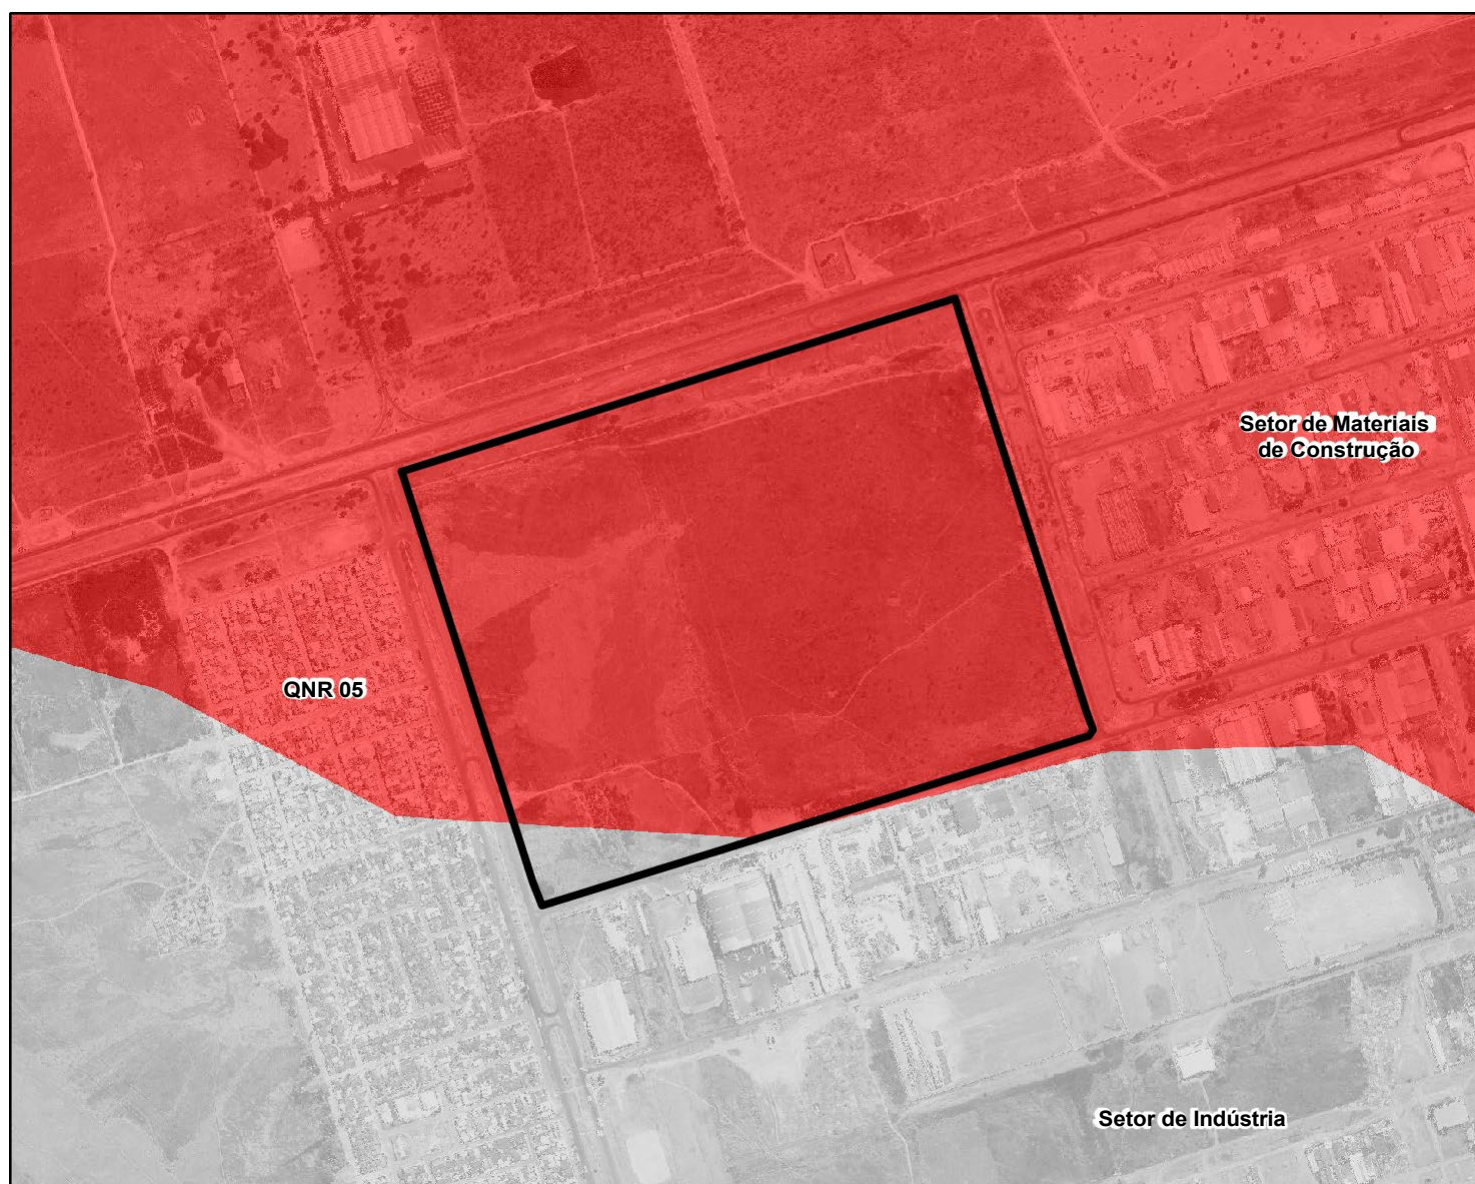 Setor de Materiais
de Construção
QNR 05
Setor de Indústria